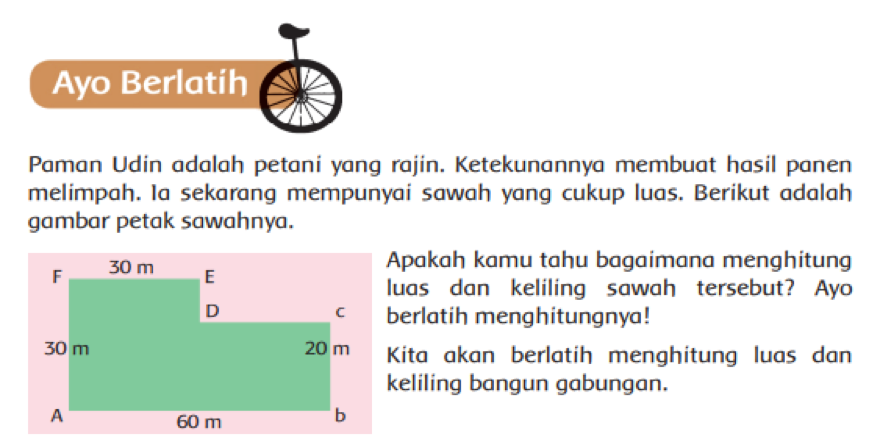 Ayo Berlatih
Paman Udin adalah petani yang rajin. Ketekunannya membuat hasil panen
melimpah. Ia sekarang mempunyai sawah yang cukup luas. Berikut adalah
gambar petak sawahnya.
F 30 m E
D c
30 m 20 m
A 60 m b
Apakah kamu tahu bagaimana menghitung
luas dan keliling sawah tersebut? Ayo
berlatih menghitungnya!
Kita akan berlatih menghitung luas dan
keliling bangun gabungan.